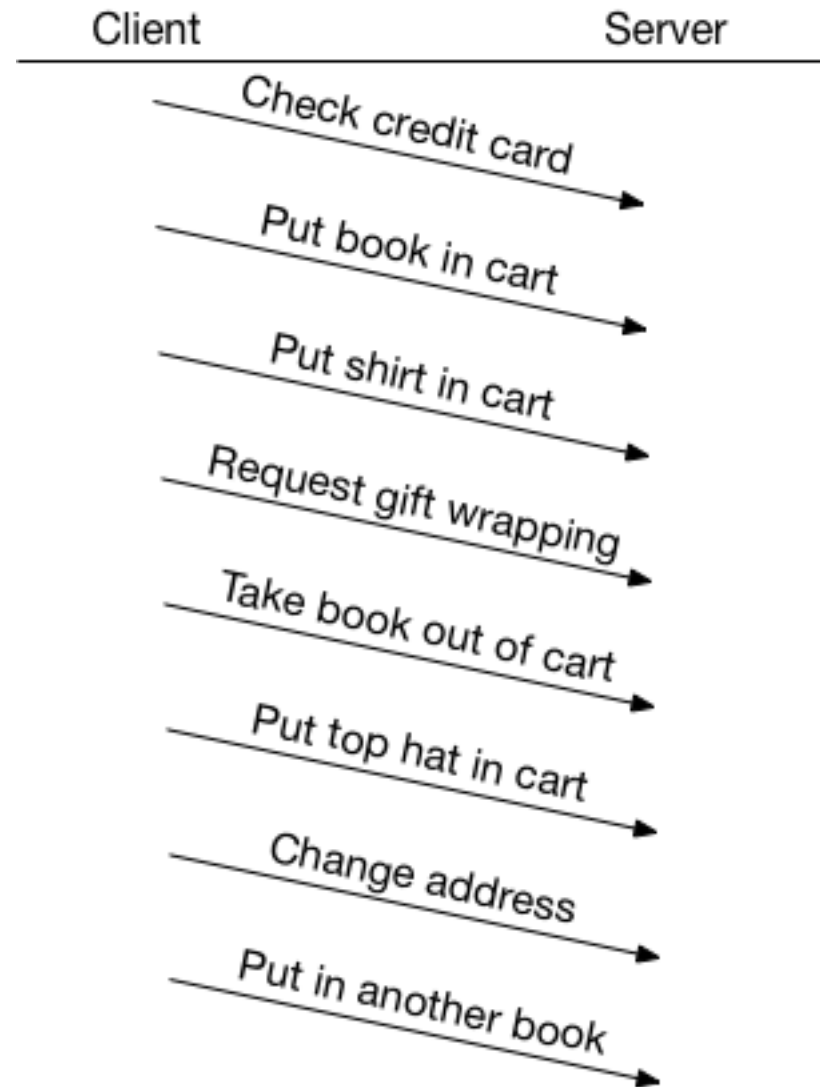 Client Server
Check credit card
Put book in cart
Put shirt in cart
Request gift wrapping
Take book out of cart
Put top hat in cart
Change address
Put in another book